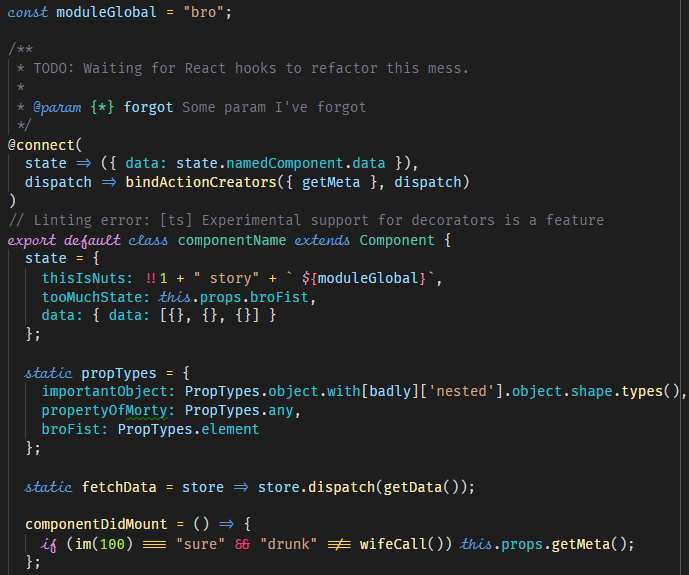 const moduleGlobal = "bro";
/**
 * TODO: Waiting for React hooks to refactor this mess.
 *
 * @param {*} forgot Some param I've forgot
 */
@connect(
  state => ({ data: state.namedComponent.data }),
  dispatch => bindActionCreators({ getMeta }, dispatch)
)
// Linting error: [ts] Experimental support for decorators is a feature
export default class componentName extends Component {
  state = {
    thisIsNuts: !!1 + " story" + ` ${moduleGlobal}`,
    tooMuchState: this.props.broFist,
    data: { data: [{}, {}, {}] }
  };
  static propTypes = {
    importantObject: PropTypes.object.with[badly]['nested'].object.shape.types(),
    propertyOfMorty: PropTypes.any,
    broFist: PropTypes.element
  };
  static fetchData = store => store.dispatch(getData());
  componentDidMount = () => {
    if (im(100) === "sure" && "drunk" !== wifeCall()) this.props.getMeta();
  };